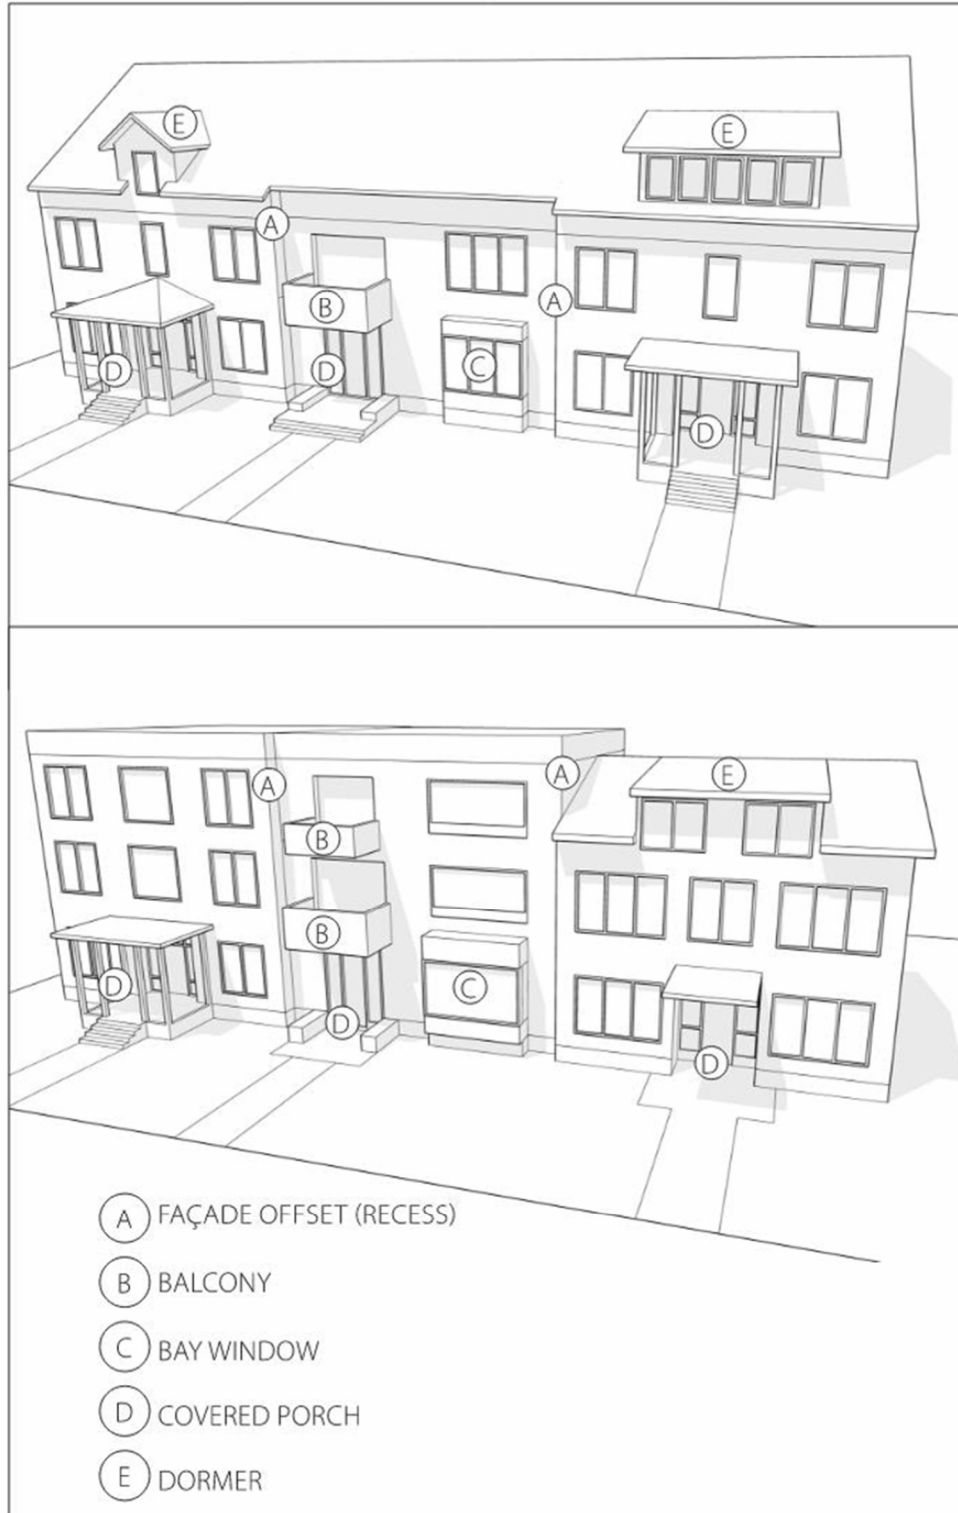 E
E
A
B
A
D
D
C
D
A
A
E
B
B
D
C
D
D
A FAÇADE OFFSET (RECESS)
B BALCONY
C BAY WINDOW
D COVERED PORCH
E DORMER